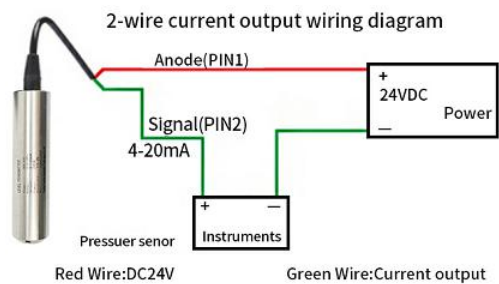 2-wire current output wiring diagram
Anode(PIN1)
+
24VDC
Power
—
Signal(PIN2)
4-20mA
+ —
Instruments
Pressuer senor
Red Wire:DC24V
Green Wire:Current output